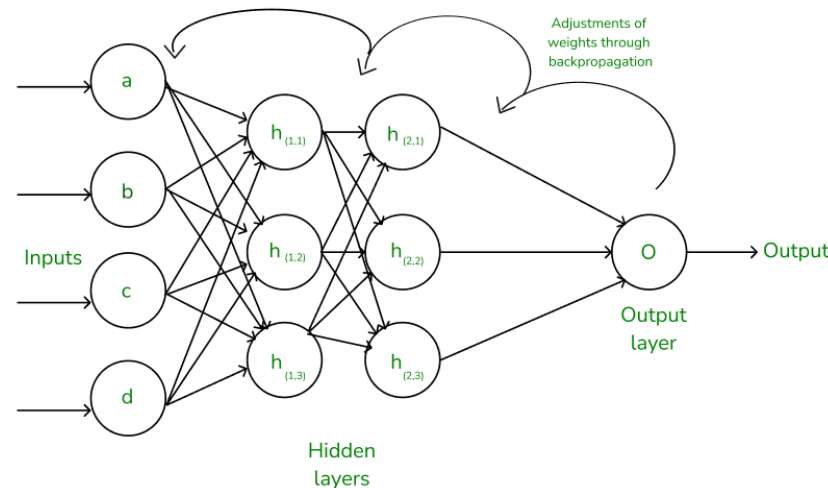 Adjustments of
weights through
backpropagation
a
h(1,1)
h(2,1)
b
Inputs
h(1,2)
h(2,2)
O
Output
c
Output
layer
h(1,3)
h(2,3)
d
Hidden
layers